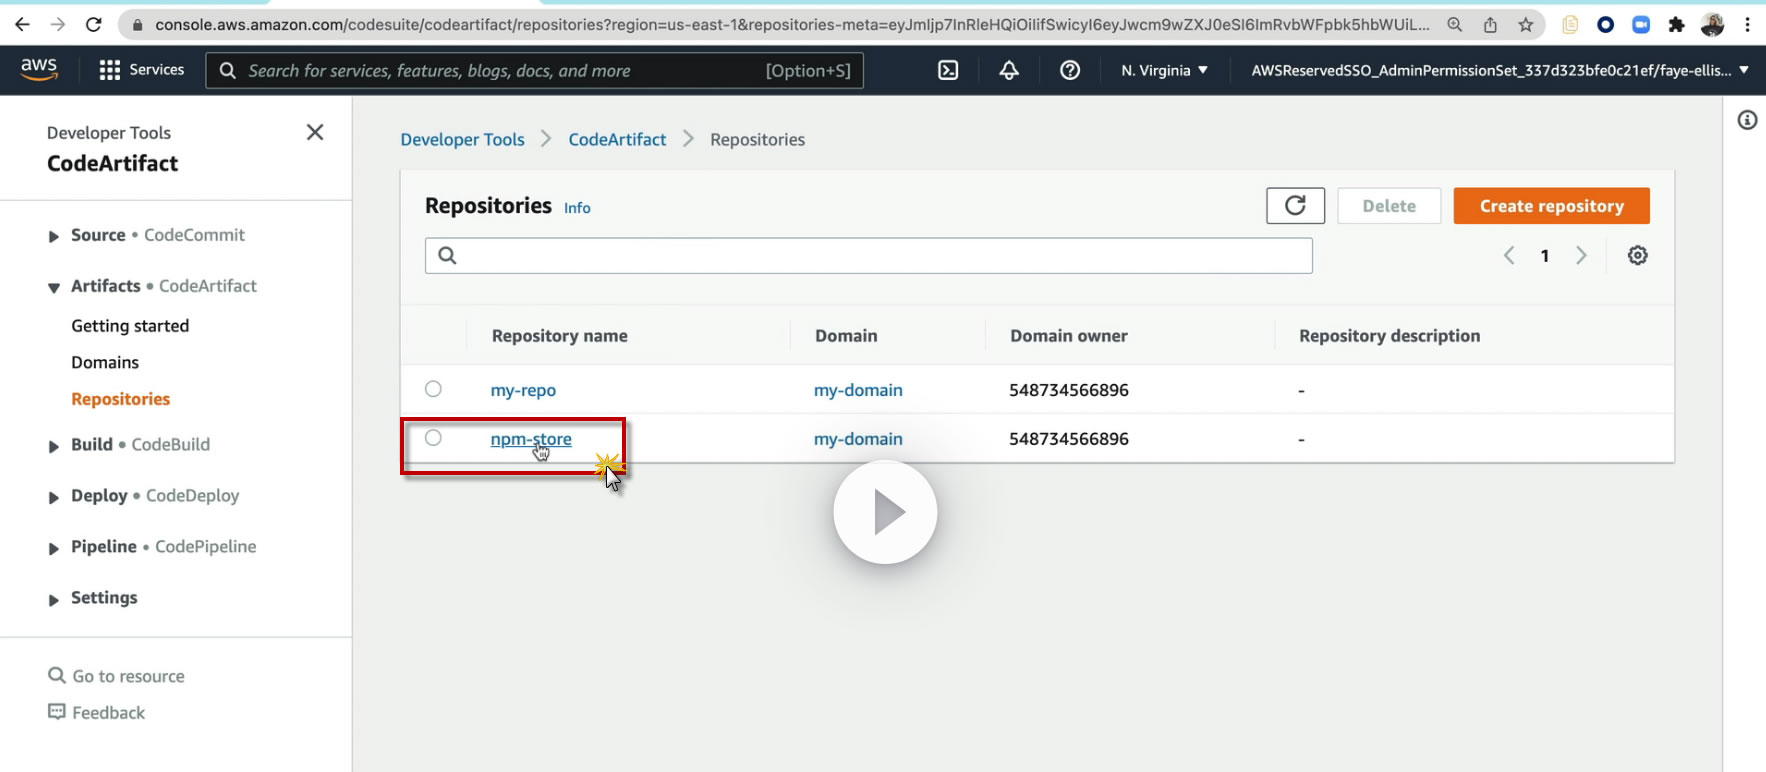 console.aws.amazon.com/codesuite/codeartifact/repositories?region=us-east-1&repositories-meta=eyJmIjp7InRleHQiOiIifSwicyI6eyJwcm9wZXJ0eSI6ImRvbWFpbk5hbWUiL...
aws Services Search for services, features, blogs, docs, and more [Option+S] N. Virginia AWSReservedSSO_AdminPermissionSet_337d323bfe0c21ef/faye-ellis...
Developer Tools
CodeArtifact
Source • CodeCommit
Artifacts • CodeArtifact
Getting started
Domains
Repositories
Build • CodeBuild
Deploy • CodeDeploy
Pipeline • CodePipeline
Settings
Go to resource
Feedback
Developer Tools CodeArtifact Repositories
Repositories Info Delete Create repository
1
Repository name Domain Domain owner Repository description
my-repo my-domain 548734566896 -
npm-store my-domain 548734566896 -